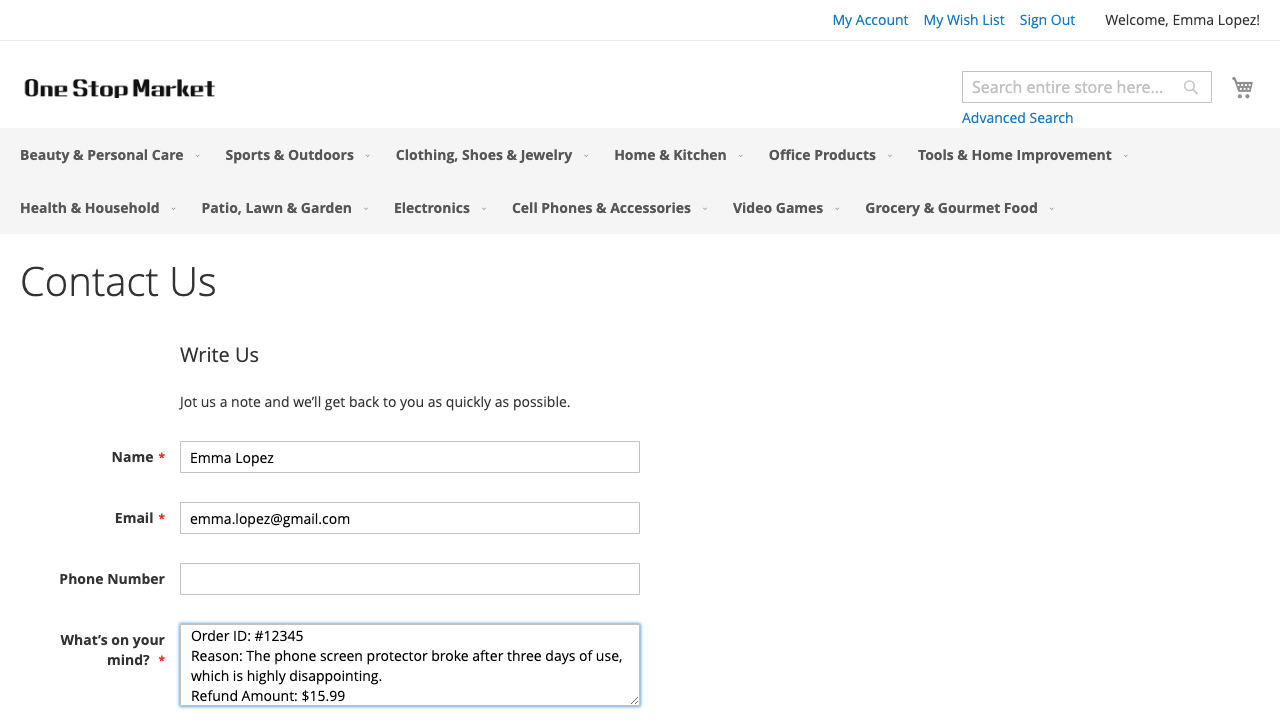 My Account My Wish List Sign Out Welcome, Emma Lopez!
One Stop Market
Search entire store here...
Advanced Search
Beauty & Personal Care Sports & Outdoors Clothing, Shoes & Jewelry Home & Kitchen Office Products Tools & Home Improvement
Health & Household Patio, Lawn & Garden Electronics Cell Phones & Accessories Video Games Grocery & Gourmet Food
Contact Us
Write Us
Jot us a note and we’ll get back to you as quickly as possible.
Name * Emma Lopez
Email * emma.lopez@gmail.com
Phone Number
What’s on your mind? *
Order ID: #12345
Reason: The phone screen protector broke after three days of use,
which is highly disappointing.
Refund Amount: $15.99